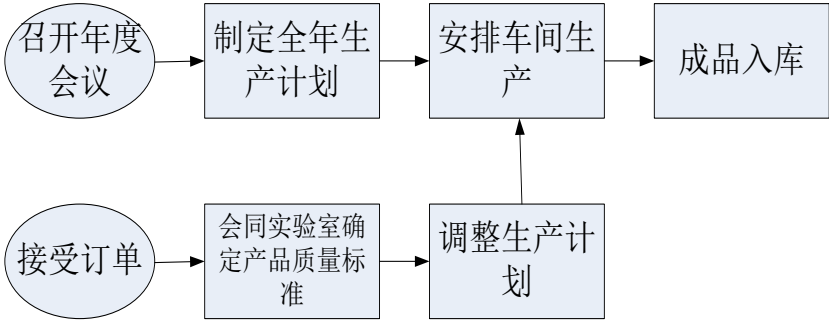 召开年度
会议
制定全年生
产计划
安排车间生
产
成品入库
接受订单
会同实验室确
定产品质量标
准
调整生产计
划